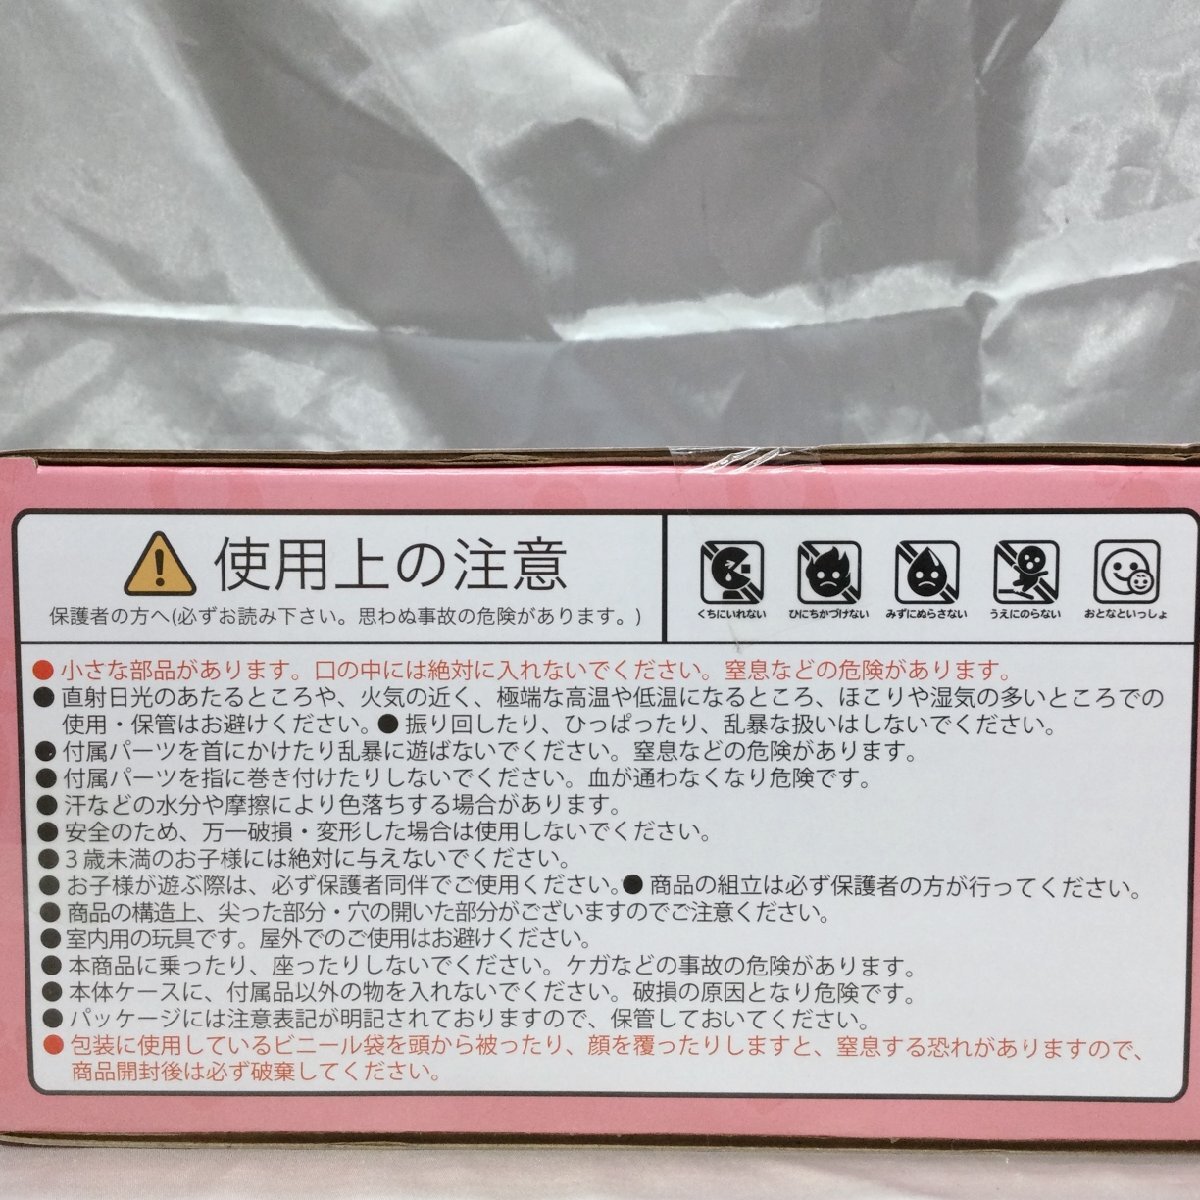 使用上の注意
保護者の方へ(必ずお読み下さい。思わぬ事故の危険があります。)
くちにいれない ひにちかづけない みずにぬらさない うえにのらない おとなといっしょ
●小さな部品があります。口の中には絶対に入れないでください。窒息などの危険があります。
●直射日光のあたるところや、火気の近く、極端な高温や低温になるところ、ほこりや湿気の多いところでの
使用・保管はお避けください。●振り回したり、ひっぱったり、乱暴な扱いはしないでください。
●付属パーツを首にかけたり乱暴に遊ばないでください。窒息などの危険があります。
●付属パーツを指に巻き付けたりしないでください。血が通わなくなり危険です。
●汗などの水分や摩擦により色落ちする場合があります。
●安全のため、万一破損・変形した場合は使用しないでください。
●3歳未満のお子様には絶対に与えないでください。
●お子様が遊ぶ際は、必ず保護者同伴でご使用ください。●商品の組立は必ず保護者の方が行ってください。
●商品の構造上、尖った部分・穴の開いた部分がございますのでご注意ください。
●室内用の玩具です。屋外でのご使用はお避けください。
●本商品に乗ったり、座ったりしないでください。ケガなどの事故の危険があります。
●本体ケースに、付属品以外の物を入れないでください。破損の原因となり危険です。
●パッケージには注意表記が明記されておりますので、保管しておいてください。
●包装に使用しているビニール袋を頭から被ったり、顔を覆ったりしますと、窒息する恐れがありますので、
商品開封後は必ず破棄してください。